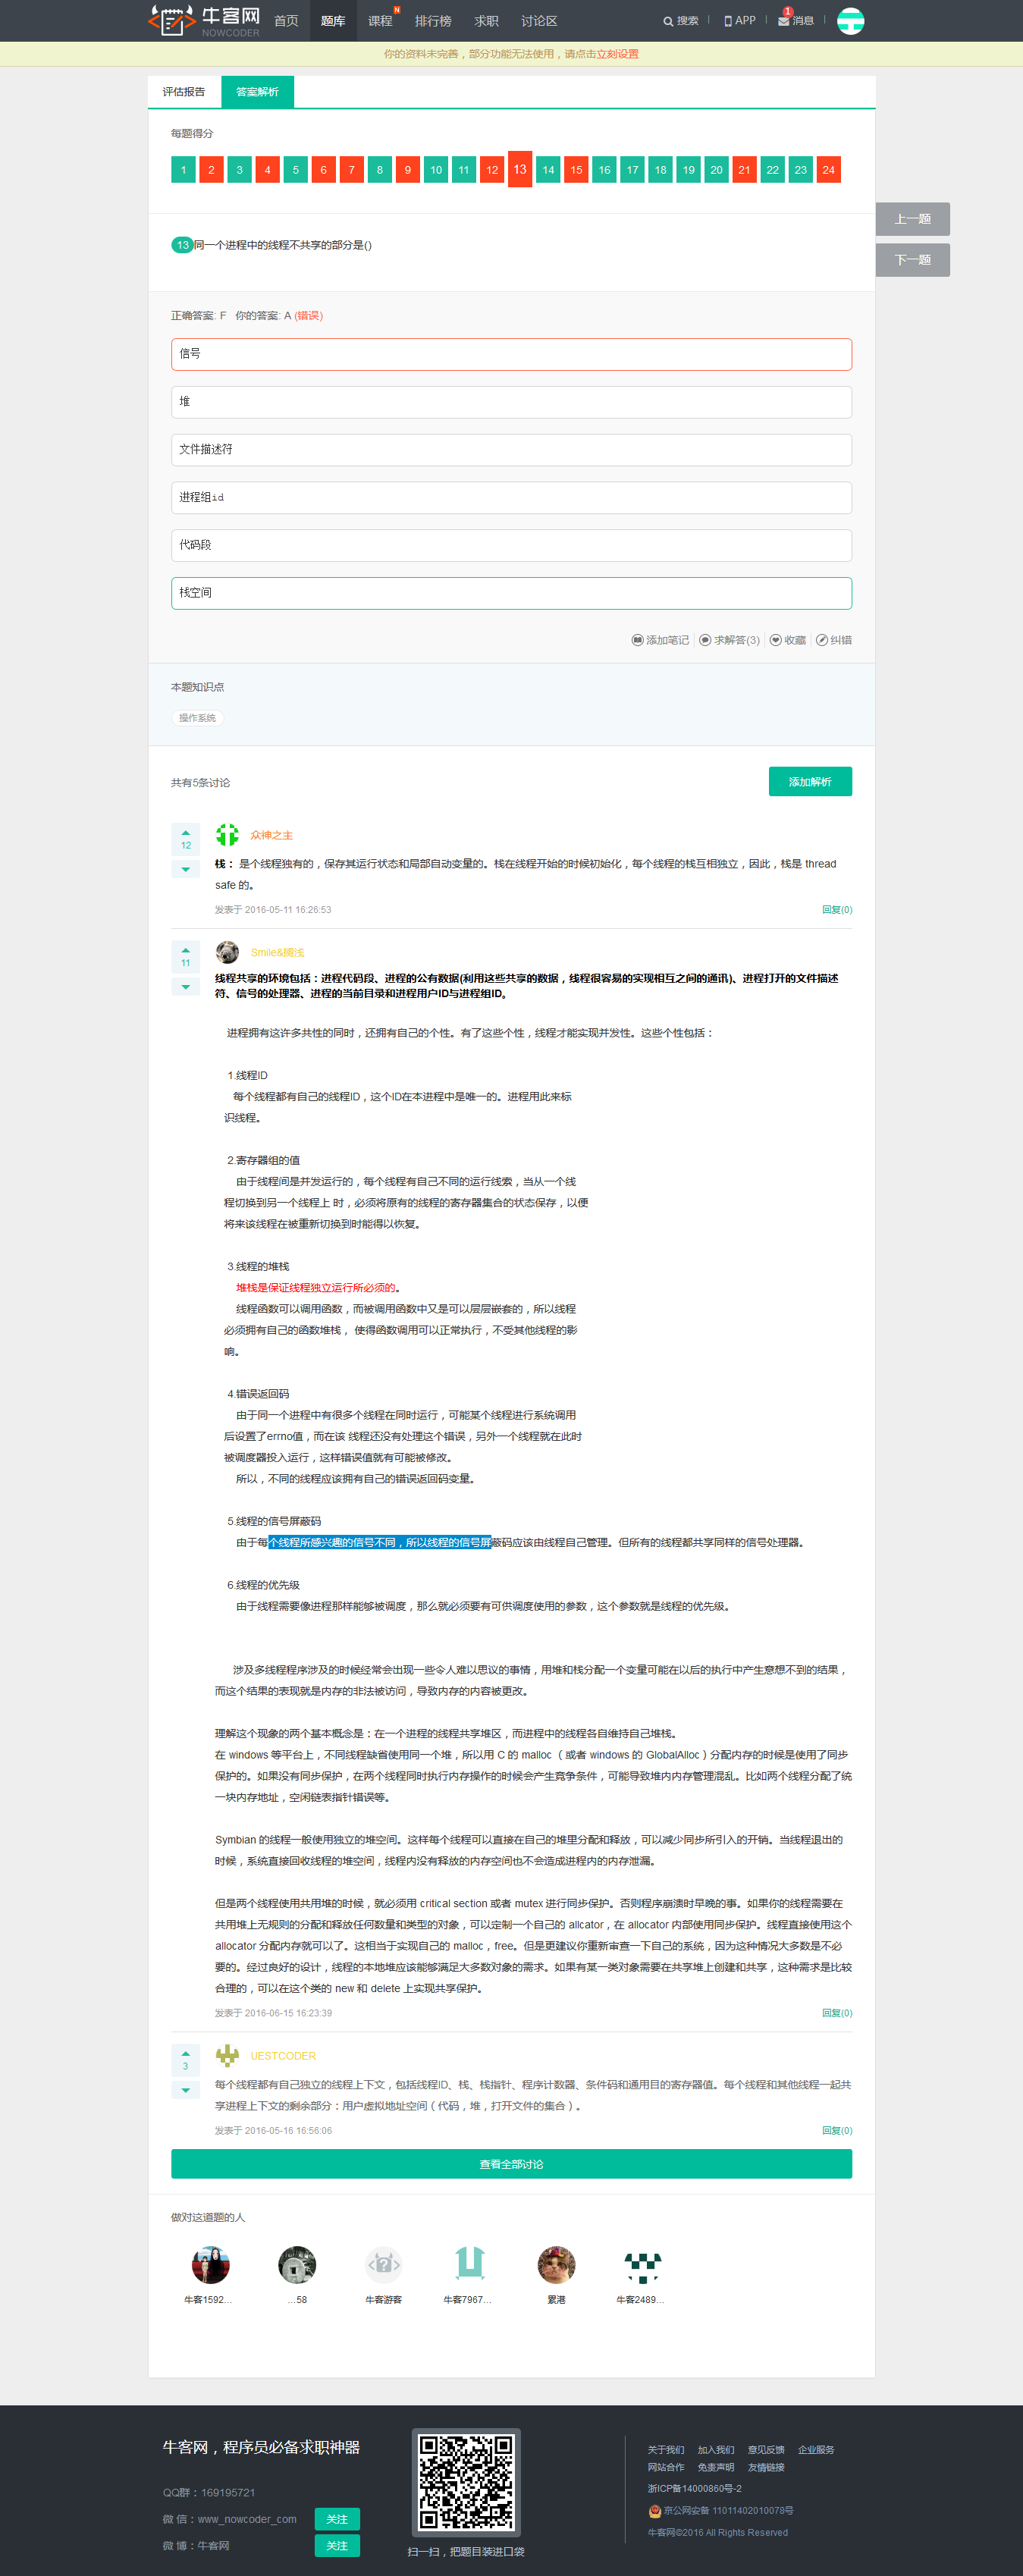 牛客网
NOWCODER
首页 题库 课程 N 排行榜 求职 讨论区 搜索 APP 1 消息
你的资料未完善，部分功能无法使用，请点击立刻设置
评估报告 答案解析
每题得分
1 2 3 4 5 6 7 8 9 10 11 12 13 14 15 16 17 18 19 20 21 22 23 24
上一题
13 同一个进程中的线程不共享的部分是()
下一题
正确答案: F 你的答案: A (错误)
信号
堆
文件描述符
进程组id
代码段
栈空间
添加笔记 求解答(3) 收藏 纠错
本题知识点
操作系统
共有5条讨论 添加解析
12
众神之主
栈： 是个线程独有的，保存其运行状态和局部自动变量的。栈在线程开始的时候初始化，每个线程的栈互相独立，因此，栈是 thread
safe 的。
发表于 2016-05-11 16:26:53 回复(0)
11
Smile&搁浅
线程共享的环境包括：进程代码段、进程的公有数据(利用这些共享的数据，线程很容易的实现相互之间的通讯)、进程打开的文件描述
符、信号的处理器、进程的当前目录和进程用户ID与进程组ID。
进程拥有这许多共性的同时，还拥有自己的个性。有了这些个性，线程才能实现并发性。这些个性包括：
1.线程ID
每个线程都有自己的线程ID，这个ID在本进程中是唯一的。进程用此来标
识线程。
2.寄存器组的值
由于线程间是并发运行的，每个线程有自己不同的运行线索，当从一个线
程切换到另一个线程上 时，必须将原有的线程的寄存器集合的状态保存，以便
将来该线程在被重新切换到时能得以恢复。
3.线程的堆栈
堆栈是保证线程独立运行所必须的。
线程函数可以调用函数，而被调用函数中又是可以层层嵌套的，所以线程
必须拥有自己的函数堆栈， 使得函数调用可以正常执行，不受其他线程的影
响。
4.错误返回码
由于同一个进程中有很多个线程在同时运行，可能某个线程进行系统调用
后设置了errno值，而在该 线程还没有处理这个错误，另外一个线程就在此时
被调度器投入运行，这样错误值就有可能被修改。
所以，不同的线程应该拥有自己的错误返回码变量。
5.线程的信号屏蔽码
由于每个线程所感兴趣的信号不同，所以线程的信号屏蔽码应该由线程自己管理。但所有的线程都共享同样的信号处理器。
6.线程的优先级
由于线程需要像进程那样能够被调度，那么就必须要有可供调度使用的参数，这个参数就是线程的优先级。
涉及多线程程序涉及的时候经常会出现一些令人难以思议的事情，用堆和栈分配一个变量可能在以后的执行中产生意想不到的结果，
而这个结果的表现就是内存的非法被访问，导致内存的内容被更改。
理解这个现象的两个基本概念是：在一个进程的线程共享堆区，而进程中的线程各自维持自己堆栈。
在 windows 等平台上，不同线程缺省使用同一个堆，所以用 C 的 malloc （或者 windows 的 GlobalAlloc）分配内存的时候是使用了同步
保护的。如果没有同步保护，在两个线程同时执行内存操作的时候会产生竞争条件，可能导致堆内内存管理混乱。比如两个线程分配了统
一块内存地址，空闲链表指针错误等。
Symbian 的线程一般使用独立的堆空间。这样每个线程可以直接在自己的堆里分配和释放，可以减少同步所引入的开销。当线程退出的
时候，系统直接回收线程的堆空间，线程内没有释放的内存空间也不会造成进程内的内存泄漏。
但是两个线程使用共用堆的时候，就必须用 critical section 或者 mutex 进行同步保护。否则程序崩溃时早晚的事。如果你的线程需要在
共用堆上无规则的分配和释放任何数量和类型的对象，可以定制一个自己的 allcator，在 allocator 内部使用同步保护。线程直接使用这个
allocator 分配内存就可以了。这相当于实现自己的 malloc，free。但是更建议你重新审查一下自己的系统，因为这种情况大多数是不必
要的。经过良好的设计，线程的本地堆应该能够满足大多数对象的需求。如果有某一类对象需要在共享堆上创建和共享，这种需求是比较
合理的，可以在这个类的 new 和 delete 上实现共享保护。
发表于 2016-06-15 16:23:39 回复(0)
3
UESTCODER
每个线程都有自己独立的线程上下文，包括线程ID、栈、栈指针、程序计数器、条件码和通用目的寄存器值。每个线程和其他线程一起共
享进程上下文的剩余部分：用户虚拟地址空间（代码，堆，打开文件的集合）。
发表于 2016-05-16 16:56:06 回复(0)
查看全部讨论
做对这道题的人
牛客1592... ...58 牛客游客 牛客7967... 累港 牛客2489...
牛客网，程序员必备求职神器
QQ群：169195721
微 信：www_nowcoder_com 关注
微 博：牛客网 关注
扫一扫，把题目装进口袋
关于我们 加入我们 意见反馈 企业服务
网站合作 免责声明 友情链接
浙ICP备14000860号-2
京公网安备 11011402010078号
牛客网©2016 All Rights Reserved